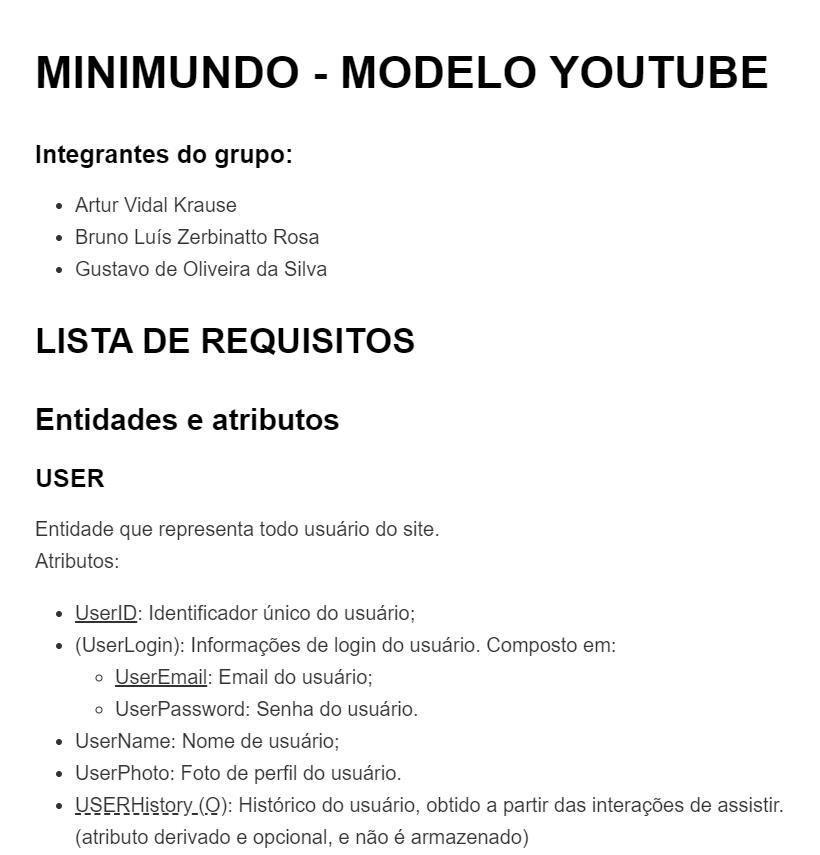 MINIMUNDO - MODELO YOUTUBE
Integrantes do grupo:
• Artur Vidal Krause
• Bruno Luís Zerbinatto Rosa
• Gustavo de Oliveira da Silva
LISTA DE REQUISITOS
Entidades e atributos
USER
Entidade que representa todo usuário do site.
Atributos:
• UserID: Identificador único do usuário;
• (UserLogin): Informações de login do usuário. Composto em:
◦ UserEmail: Email do usuário;
◦ UserPassword: Senha do usuário.
• UserName: Nome de usuário;
• UserPhoto: Foto de perfil do usuário.
• USERHistory (O): Histórico do usuário, obtido a partir das interações de assistir.
(atributo derivado e opcional, e não é armazenado)